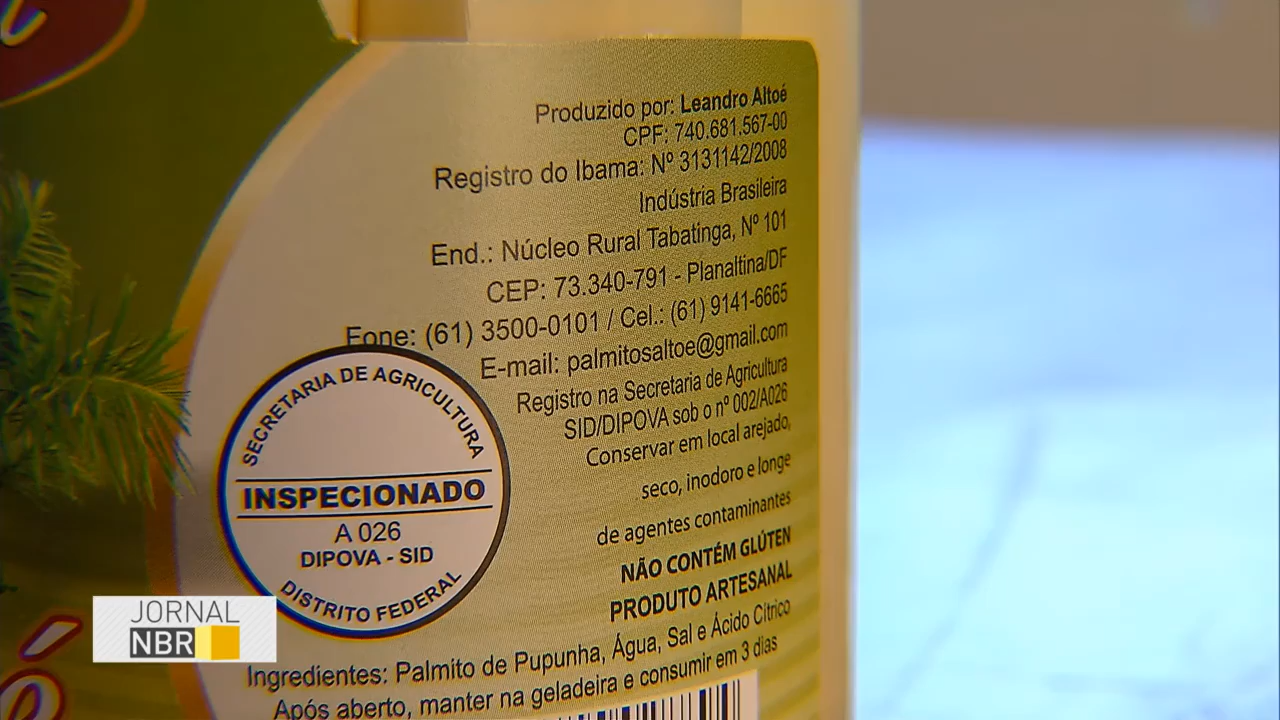 Produzido por: Leandro Altoé
CPF: 740.681.567-00
Registro do Ibama: Nº 3131142/2008
Indústria Brasileira
End.: Núcleo Rural Tabatinga, Nº 101
CEP: 73.340-791 - Planaltina/DF
Fone: (61) 3500-0101 / Cel.: (61) 9141-6665
E-mail: palmitosaltoe@gmail.com
Registro na Secretaria de Agricultura
SID/DIPOVA sob o nº 002/A026
Conservar em local arejado,
seco, inodoro e longe
de agentes contaminantes
NÃO CONTÉM GLÚTEN
PRODUTO ARTESANAL
SECRETARIA DE AGRICULTURA
INSPECIONADO
A 026
DIPOVA - SID
DISTRITO FEDERAL
Ingredientes: Palmito de Pupunha, Água, Sal e Ácido Cítrico
Após aberto, manter na geladeira e consumir em 3 dias
JORNAL
NBR